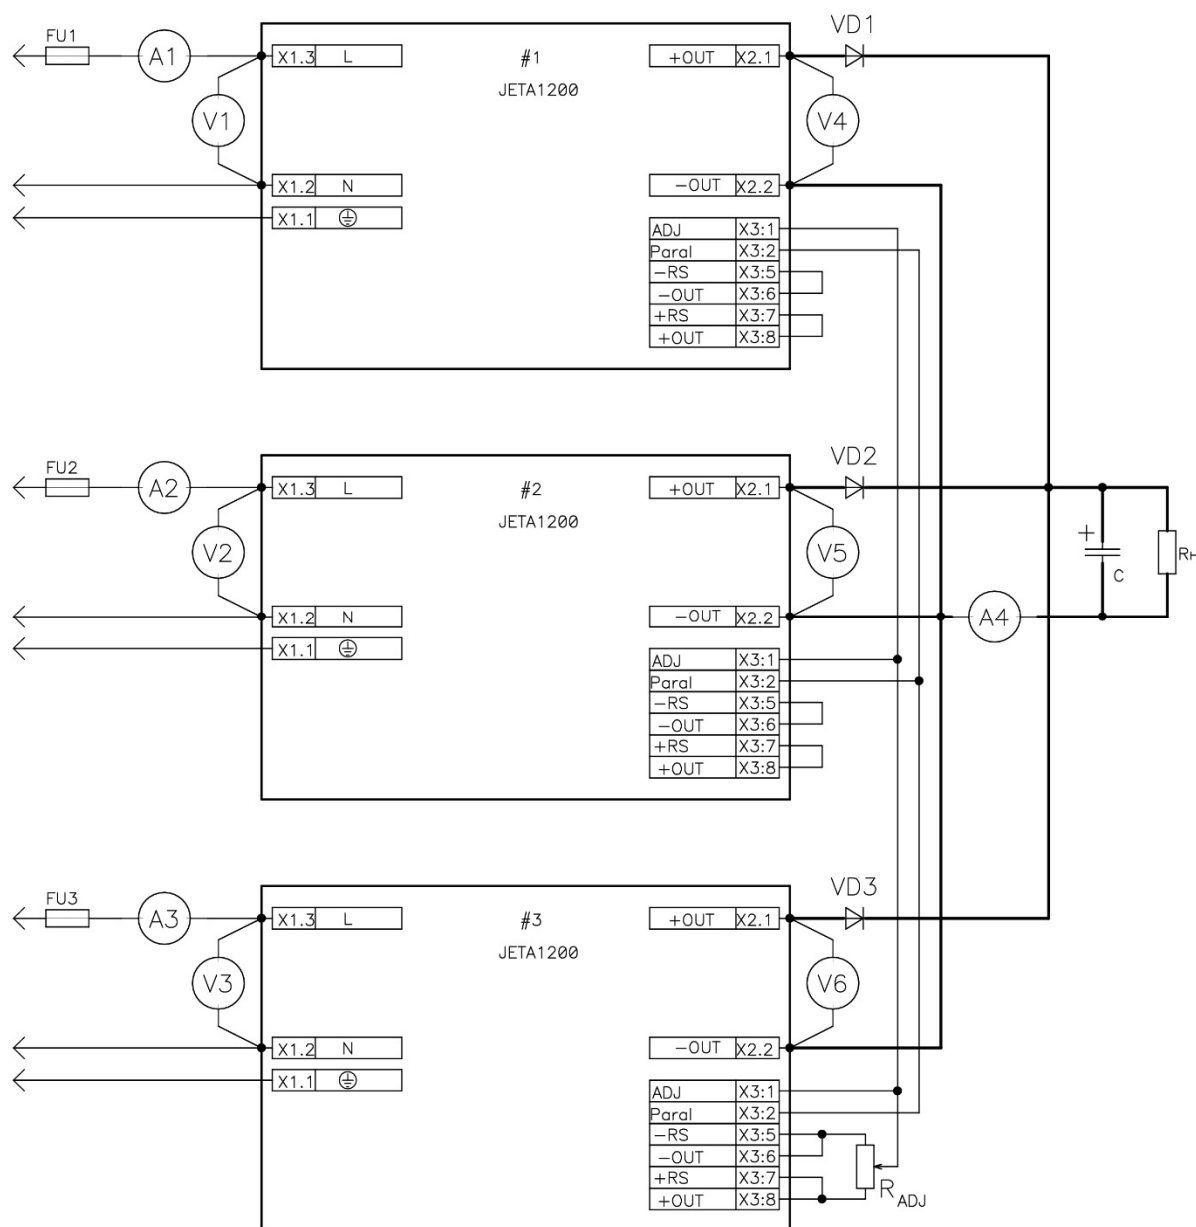 FU1
A1
X1.3 L
#1
JETA1200
+OUT X2.1
VD1
V1
V4
X1.2 N
-OUT X2.2
X1.1
ADJ X3:1
Paral X3:2
-RS X3:5
-OUT X3:6
+RS X3:7
+OUT X3:8
FU2
A2
X1.3 L
#2
JETA1200
+OUT X2.1
VD2
V2
V5
+
C
X1.2 N
-OUT X2.2
A4
X1.1
ADJ X3:1
Paral X3:2
-RS X3:5
-OUT X3:6
+RS X3:7
+OUT X3:8
FU3
A3
X1.3 L
#3
JETA1200
+OUT X2.1
VD3
V3
V6
X1.2 N
-OUT X2.2
X1.1
ADJ X3:1
Paral X3:2
-RS X3:5
-OUT X3:6
+RS X3:7
+OUT X3:8
R ADJ